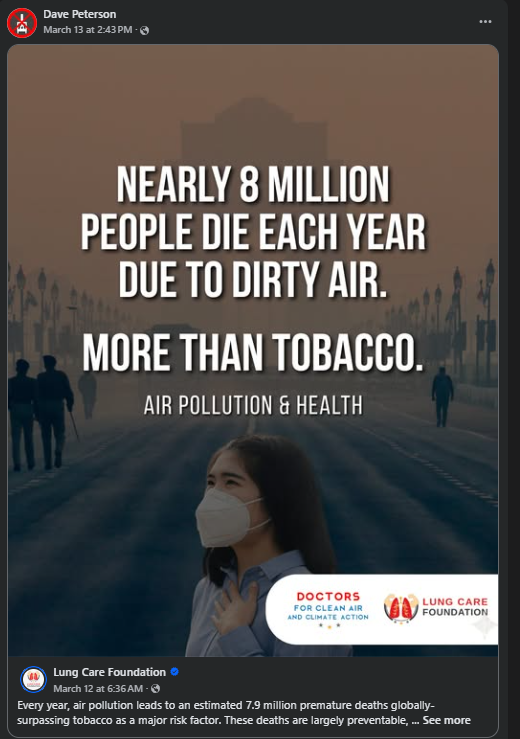 Dave Peterson
March 13 at 2:43 PM ·
NEARLY 8 MILLION
PEOPLE DIE EACH YEAR
DUE TO DIRTY AIR.
MORE THAN TOBACCO.
AIR POLLUTION & HEALTH
DOCTORS
FOR CLEAN AIR
AND CLIMATE ACTION
LUNG CARE
FOUNDATION
Lung Care Foundation
March 12 at 6:36 AM ·
Every year, air pollution leads to an estimated 7.9 million premature deaths globally-
surpassing tobacco as a major risk factor. These deaths are largely preventable, ... See more